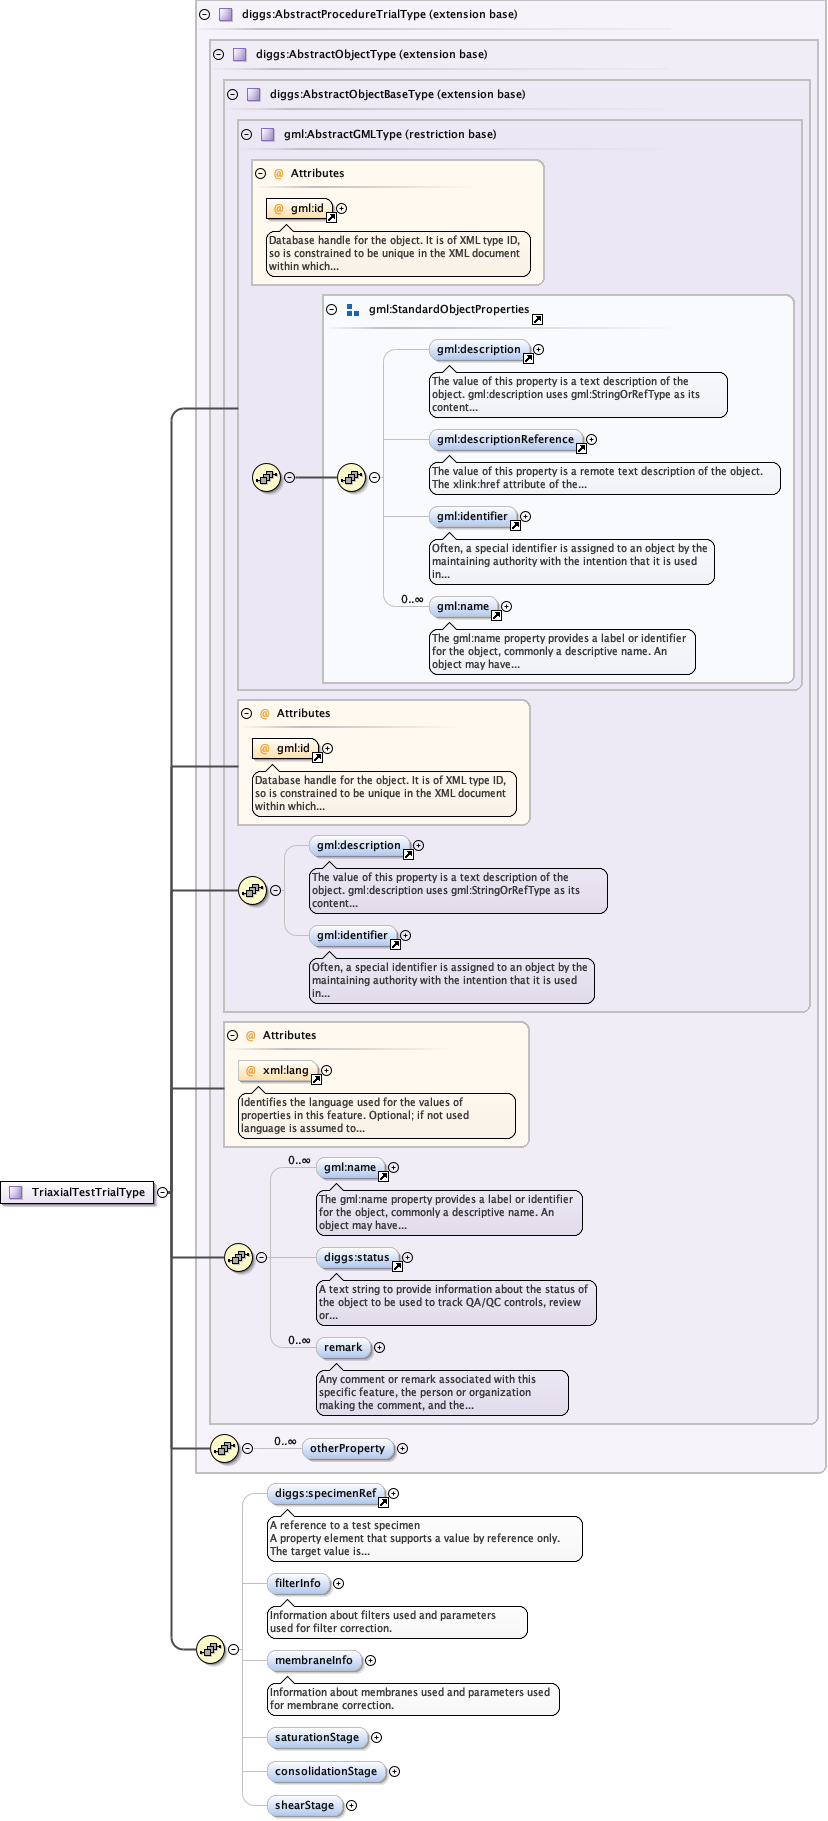 diggs:AbstractProcedureTrialType (extension base)
diggs:AbstractObjectType (extension base)
diggs:AbstractObjectBaseType (extension base)
gml:AbstractGMLType (restriction base)
@ Attributes
@ gml:id
Database handle for the object. It is of XML type ID,
so is constrained to be unique in the XML document
within which...
gml:StandardObjectProperties
gml:description
The value of this property is a text description of the
object. gml:description uses gml:StringOrRefType as its
content...
gml:descriptionReference
The value of this property is a remote text description of the object.
The xlink:href attribute of the...
gml:identifier
Often, a special identifier is assigned to an object by the
maintaining authority with the intention that it is used
in...
0..∞
gml:name
The gml:name property provides a label or identifier
for the object, commonly a descriptive name. An
object may have...
@ Attributes
@ gml:id
Database handle for the object. It is of XML type ID,
so is constrained to be unique in the XML document
within which...
gml:description
The value of this property is a text description of the
object. gml:description uses gml:StringOrRefType as its
content...
gml:identifier
Often, a special identifier is assigned to an object by the
maintaining authority with the intention that it is used
in...
@ Attributes
@ xml:lang
Identifies the language used for the values of
properties in this feature. Optional; if not used
language is assumed to...
0..∞
gml:name
The gml:name property provides a label or identifier
for the object, commonly a descriptive name. An
object may have...
TriaxialTestTrialType
diggs:status
A text string to provide information about the status of
the object to be used to track QA/QC controls, review
or...
0..∞
remark
Any comment or remark associated with this
specific feature, the person or organization
making the comment, and the...
0..∞
otherProperty
diggs:specimenRef
A reference to a test specimen
A property element that supports a value by reference only.
The target value is...
filterInfo
Information about filters used and parameters
used for filter correction.
membraneInfo
Information about membranes used and parameters used
for membrane correction.
saturationStage
consolidationStage
shearStage